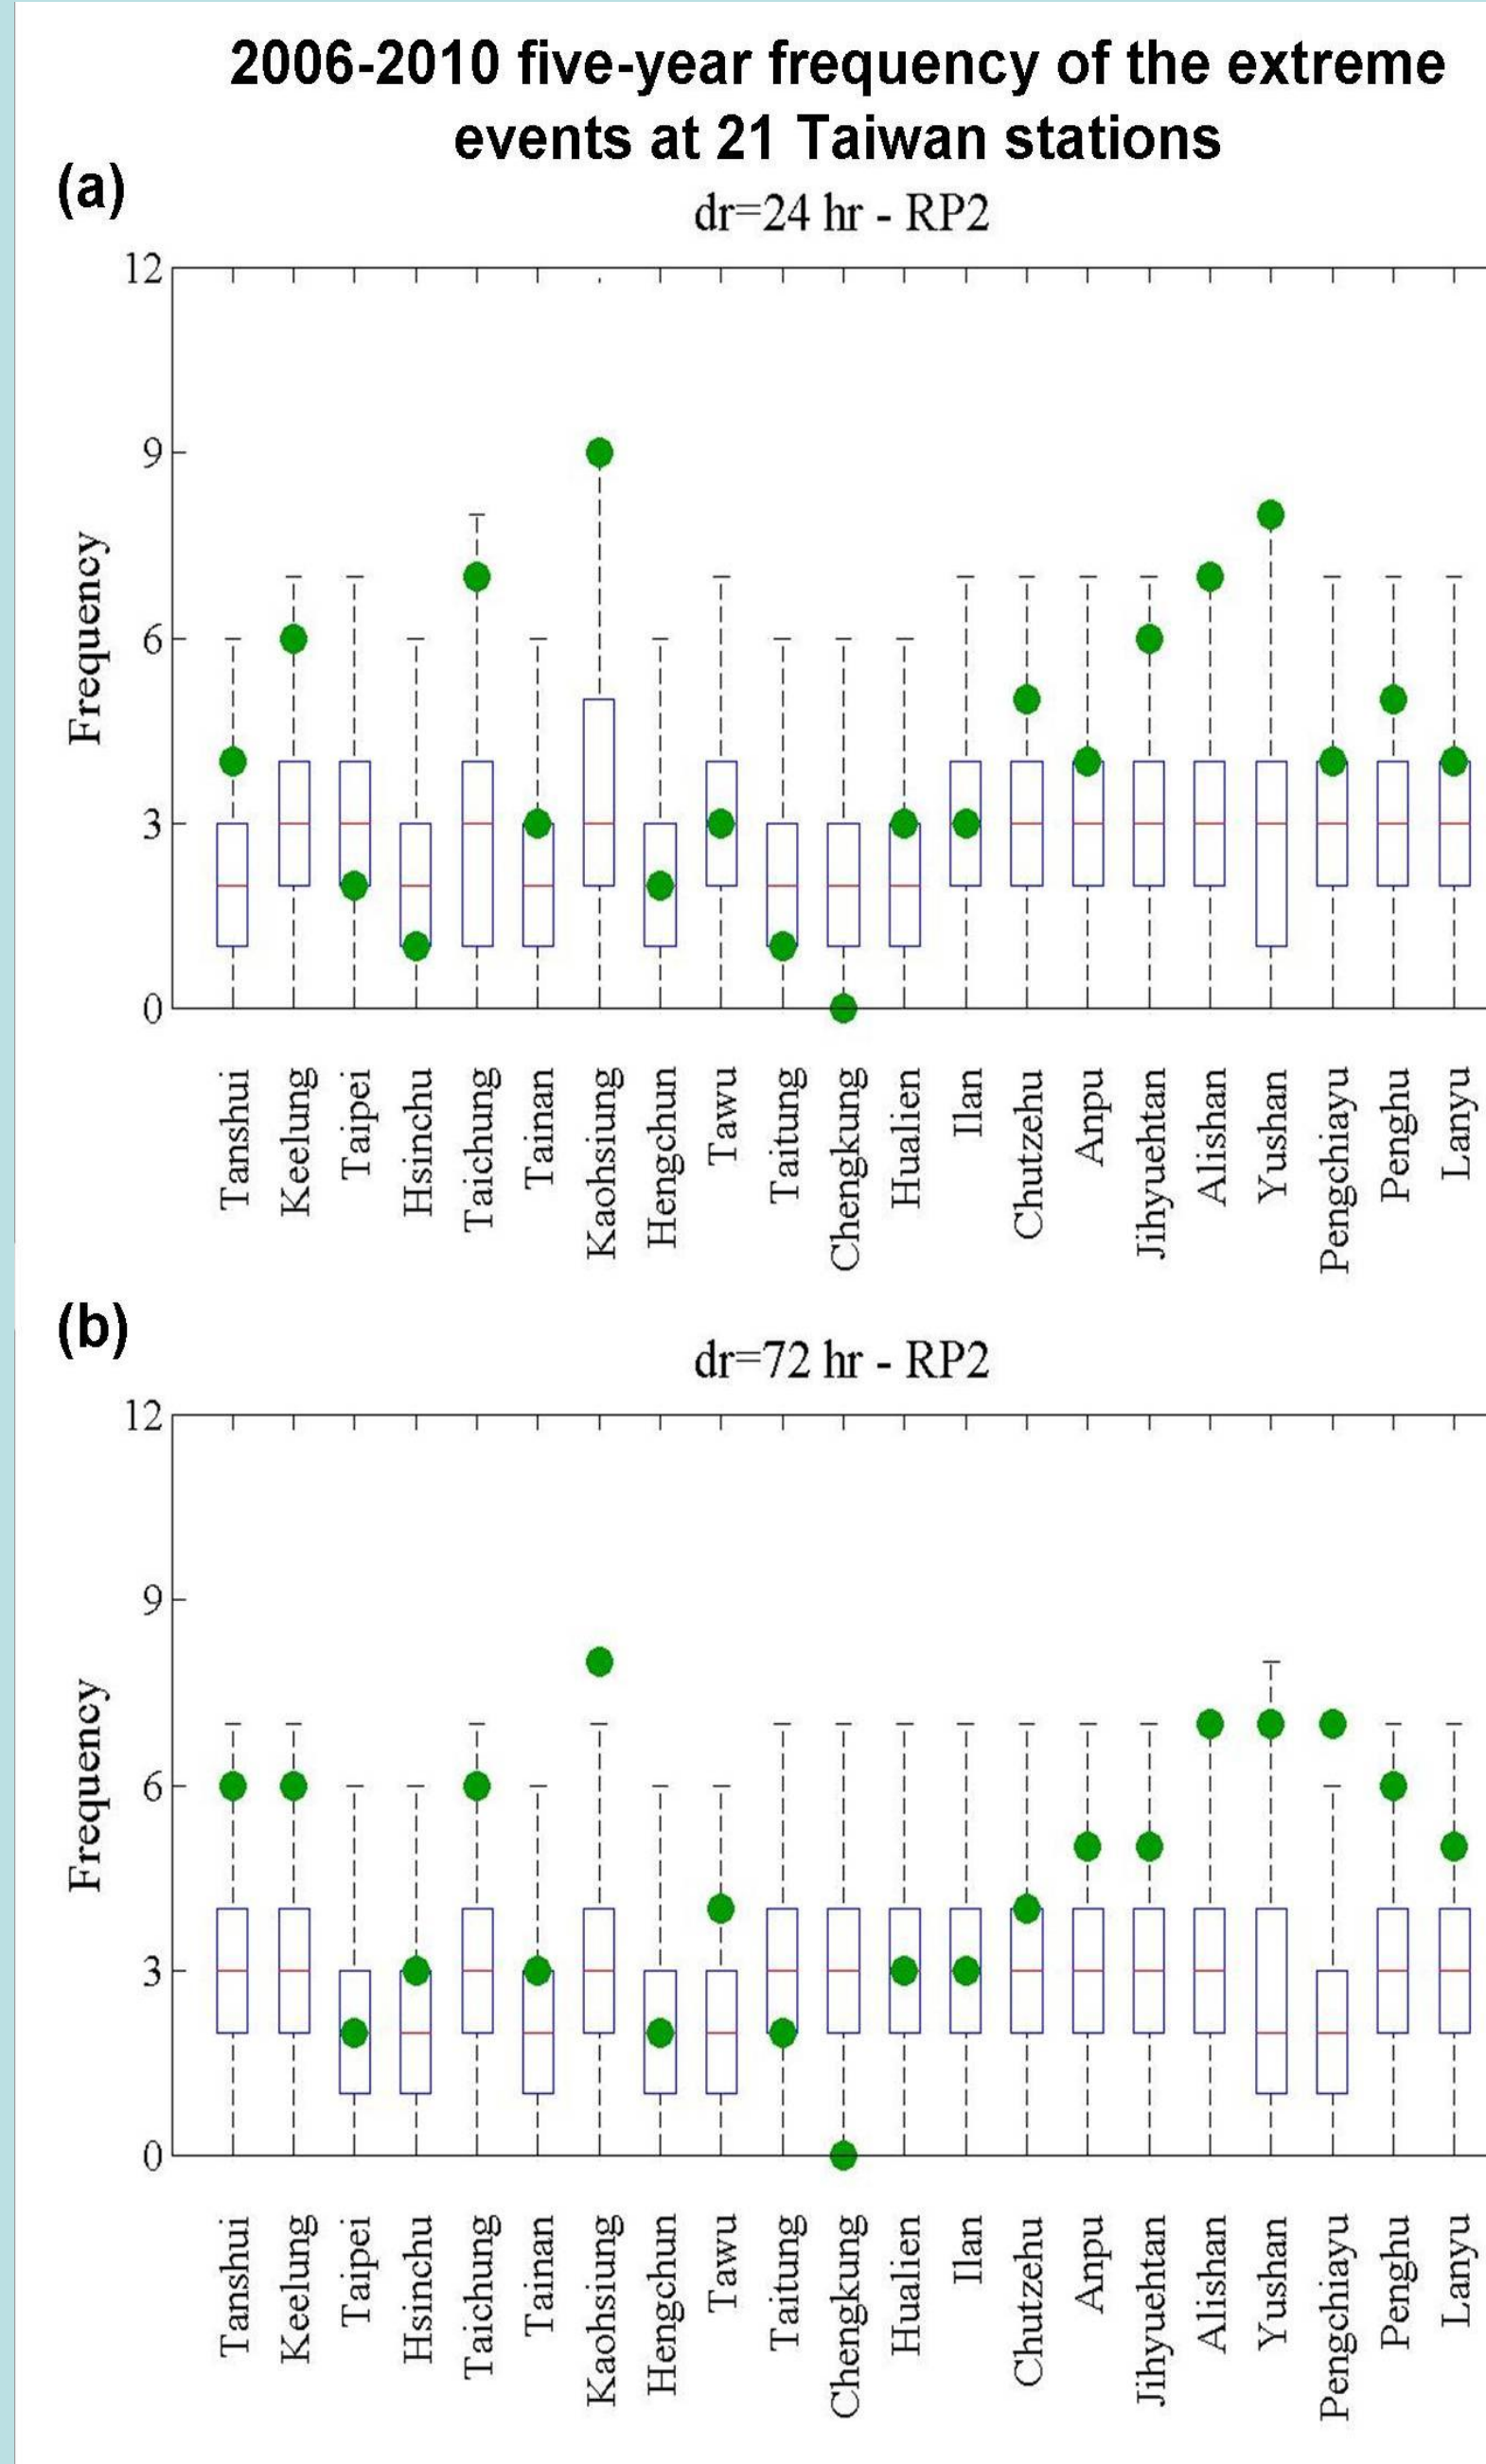 2006-2010 five-year frequency of the extreme
events at 21 Taiwan stations
(a)
dr=24 hr - RP2
12
9
6
3
0
Frequency
Tanshui
Keelung
Taipei
Hsinchu
Taichung
Tainan
Kaohsiung
Hengchun
Tawu
Taitung
Chengkung
Hualien
Ilan
Chutzehu
Anpu
Jihyuehtan
Alishan
Yushan
Pengchiayu
Penghu
Lanyu
(b)
dr=72 hr - RP2
12
9
6
3
0
Frequency
Tanshui
Keelung
Taipei
Hsinchu
Taichung
Tainan
Kaohsiung
Hengchun
Tawu
Taitung
Chengkung
Hualien
Ilan
Chutzehu
Anpu
Jihyuehtan
Alishan
Yushan
Pengchiayu
Penghu
Lanyu